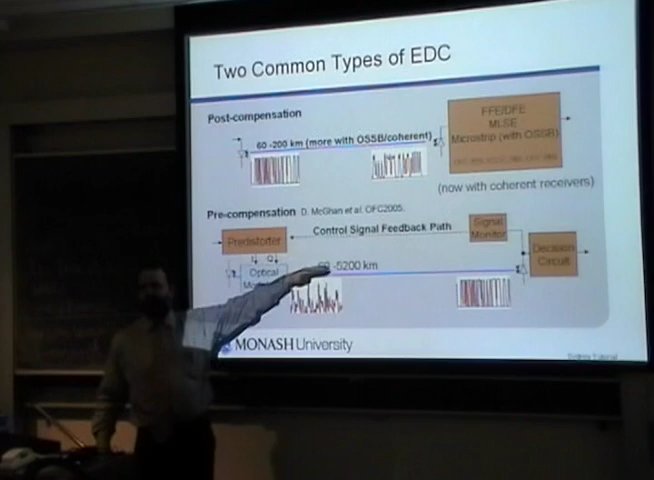 Two Common Types of EDC
Post-compensation
FFE/DFE
MLSE
Microstrip (with OSSB)
60 -200 km (more with OSSB/coherent)
(now with coherent receivers)
Pre-compensation D. McGhan et al. OFC2005.
Control Signal Feedback Path
Signal
Monitor
Predistorter
Decision
Circuit
I Q
Optical
-5200 km
MONASH University